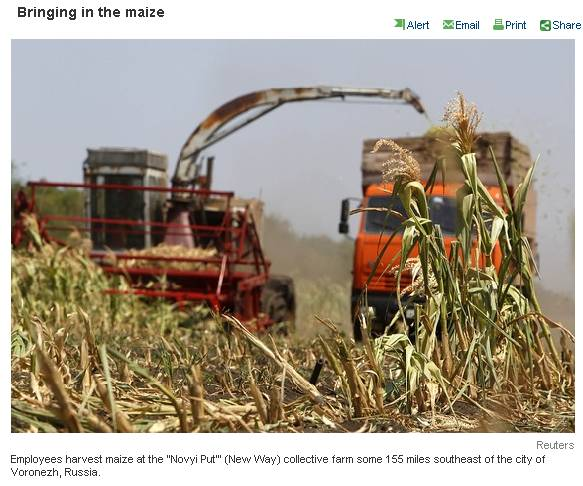 Bringing in the maize
Alert Email Print Share
Reuters
Employees harvest maize at the "Novyi Put'" (New Way) collective farm some 155 miles southeast of the city of
Voronezh, Russia.